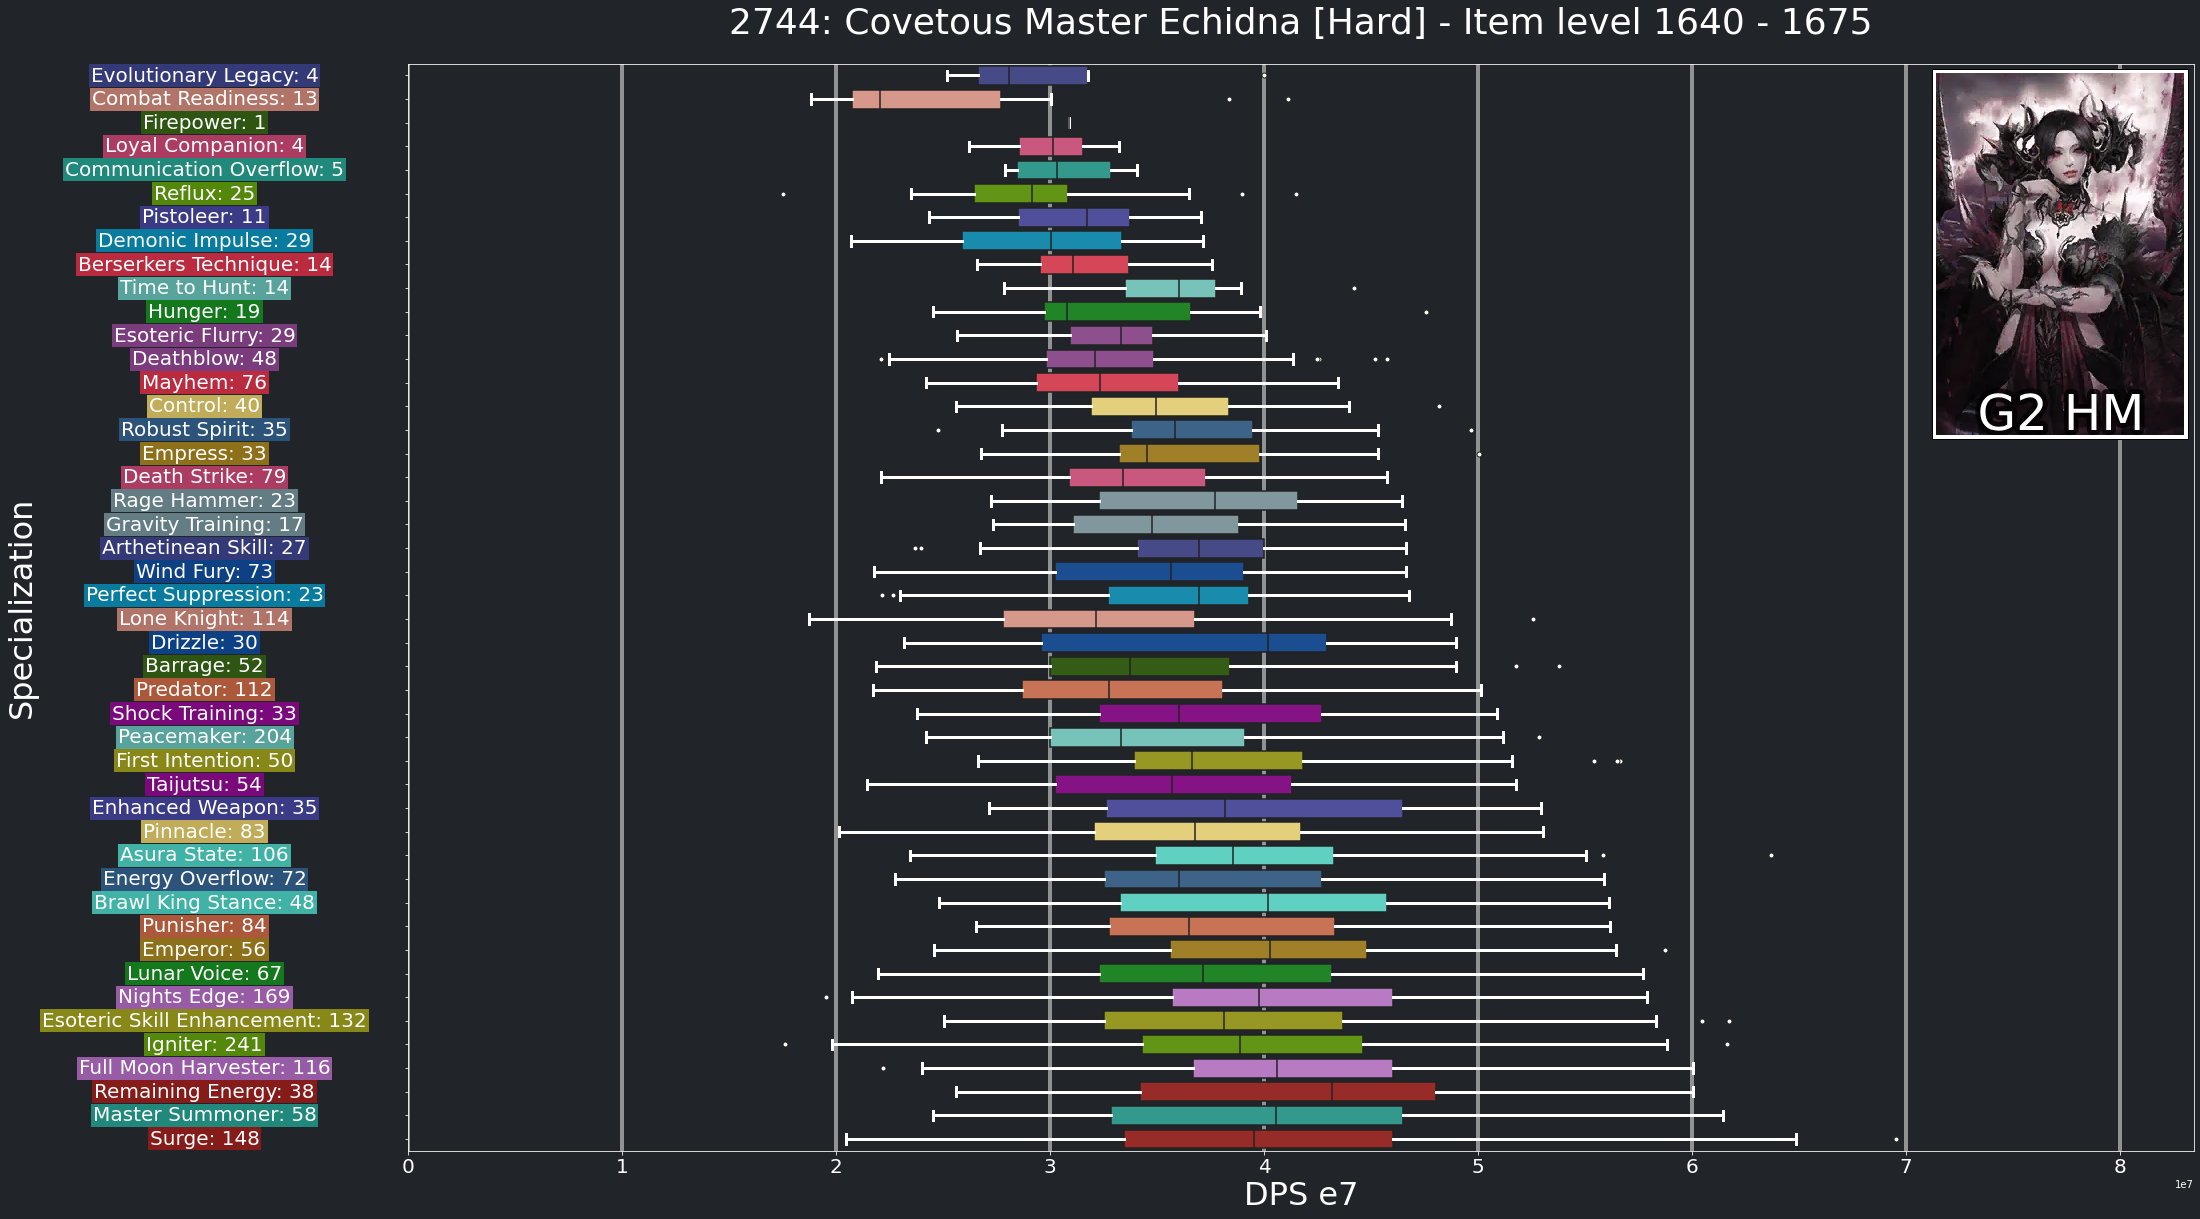 2744: Covetous Master Echidna [Hard] - Item level 1640 - 1675
Specialization
Evolutionary Legacy: 4
Combat Readiness: 13
Firepower: 1
Loyal Companion: 4
Communication Overflow: 5
Reflux: 25
Pistoleer: 11
Demonic Impulse: 29
Berserkers Technique: 14
Time to Hunt: 14
Hunger: 19
Esoteric Flurry: 29
Deathblow: 48
Mayhem: 76
Control: 40
Robust Spirit: 35
Empress: 33
Death Strike: 79
Rage Hammer: 23
Gravity Training: 17
Arthetinean Skill: 27
Wind Fury: 73
Perfect Suppression: 23
Lone Knight: 114
Drizzle: 30
Barrage: 52
Predator: 112
Shock Training: 33
Peacemaker: 204
First Intention: 50
Taijutsu: 54
Enhanced Weapon: 35
Pinnacle: 83
Asura State: 106
Energy Overflow: 72
Brawl King Stance: 48
Punisher: 84
Emperor: 56
Lunar Voice: 67
Nights Edge: 169
Esoteric Skill Enhancement: 132
Igniter: 241
Full Moon Harvester: 116
Remaining Energy: 38
Master Summoner: 58
Surge: 148
G2 HM
0 1 2 3 4 5 6 7 8
1e7
DPS e7